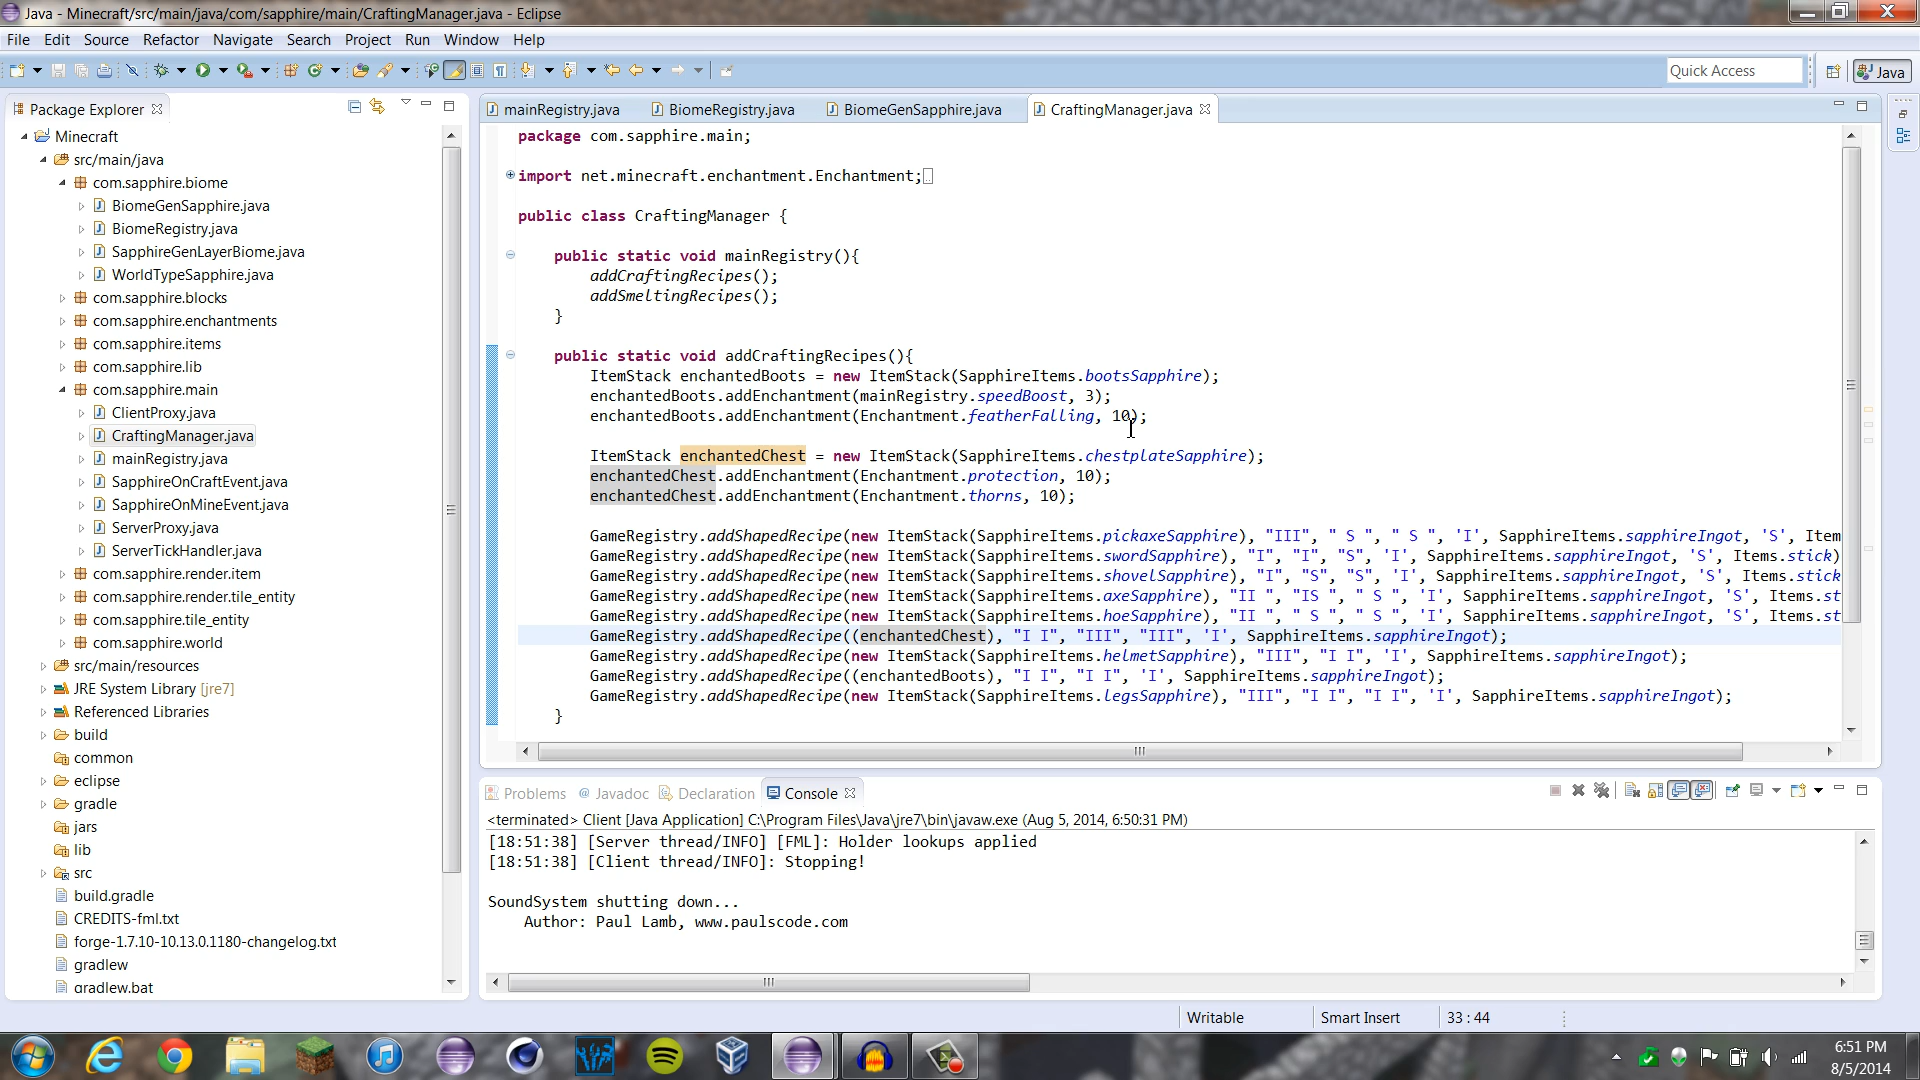 Java - Minecraft/src/main/java/com/sapphire/main/CraftingManager.java - Eclipse
File Edit Source Refactor Navigate Search Project Run Window Help
Quick Access
Java
Package Explorer
Minecraft
src/main/java
com.sapphire.biome
BiomeGenSapphire.java
BiomeRegistry.java
SapphireGenLayerBiome.java
WorldTypeSapphire.java
com.sapphire.blocks
com.sapphire.enchantments
com.sapphire.items
com.sapphire.lib
com.sapphire.main
ClientProxy.java
CraftingManager.java
mainRegistry.java
SapphireOnCraftEvent.java
SapphireOnMineEvent.java
ServerProxy.java
ServerTickHandler.java
com.sapphire.render.item
com.sapphire.render.tile_entity
com.sapphire.tile_entity
com.sapphire.world
src/main/resources
JRE System Library [jre7]
Referenced Libraries
build
common
eclipse
gradle
jars
lib
src
build.gradle
CREDITS-fml.txt
forge-1.7.10-10.13.0.1180-changelog.txt
gradlew
gradlew.bat
mainRegistry.java BiomeRegistry.java BiomeGenSapphire.java CraftingManager.java
package com.sapphire.main;
import net.minecraft.enchantment.Enchantment;
public class CraftingManager {
public static void mainRegistry(){
addCraftingRecipes();
addSmeltingRecipes();
}
public static void addCraftingRecipes(){
ItemStack enchantedBoots = new ItemStack(SapphireItems.bootsSapphire);
enchantedBoots.addEnchantment(mainRegistry.speedBoost, 3);
enchantedBoots.addEnchantment(Enchantment.featherFalling, 10);
ItemStack enchantedChest = new ItemStack(SapphireItems.chestplateSapphire);
enchantedChest.addEnchantment(Enchantment.protection, 10);
enchantedChest.addEnchantment(Enchantment.thorns, 10);
GameRegistry.addShapedRecipe(new ItemStack(SapphireItems.pickaxeSapphire), "III", " S ", " S ", 'I', SapphireItems.sapphireIngot, 'S', Item
GameRegistry.addShapedRecipe(new ItemStack(SapphireItems.swordSapphire), "I", "I", "S", 'I', SapphireItems.sapphireIngot, 'S', Items.stick)
GameRegistry.addShapedRecipe(new ItemStack(SapphireItems.shovelSapphire), "I", "S", "S", 'I', SapphireItems.sapphireIngot, 'S', Items.stick
GameRegistry.addShapedRecipe(new ItemStack(SapphireItems.axeSapphire), "II ", "IS ", " S ", 'I', SapphireItems.sapphireIngot, 'S', Items.st
GameRegistry.addShapedRecipe(new ItemStack(SapphireItems.hoeSapphire), "II ", " S ", " S ", 'I', SapphireItems.sapphireIngot, 'S', Items.st
GameRegistry.addShapedRecipe((enchantedChest), "I I", "III", "III", 'I', SapphireItems.sapphireIngot);
GameRegistry.addShapedRecipe(new ItemStack(SapphireItems.helmetSapphire), "III", "I I", 'I', SapphireItems.sapphireIngot);
GameRegistry.addShapedRecipe((enchantedBoots), "I I", "I I", 'I', SapphireItems.sapphireIngot);
GameRegistry.addShapedRecipe(new ItemStack(SapphireItems.legsSapphire), "III", "I I", "I I", 'I', SapphireItems.sapphireIngot);
}
Problems @ Javadoc Declaration Console
<terminated> Client [Java Application] C:\Program Files\Java\jre7\bin\javaw.exe (Aug 5, 2014, 6:50:31 PM)
[18:51:38] [Server thread/INFO] [FML]: Holder lookups applied
[18:51:38] [Client thread/INFO]: Stopping!
SoundSystem shutting down...
Author: Paul Lamb, www.paulscode.com
Writable Smart Insert 33 : 44
6:51 PM
8/5/2014